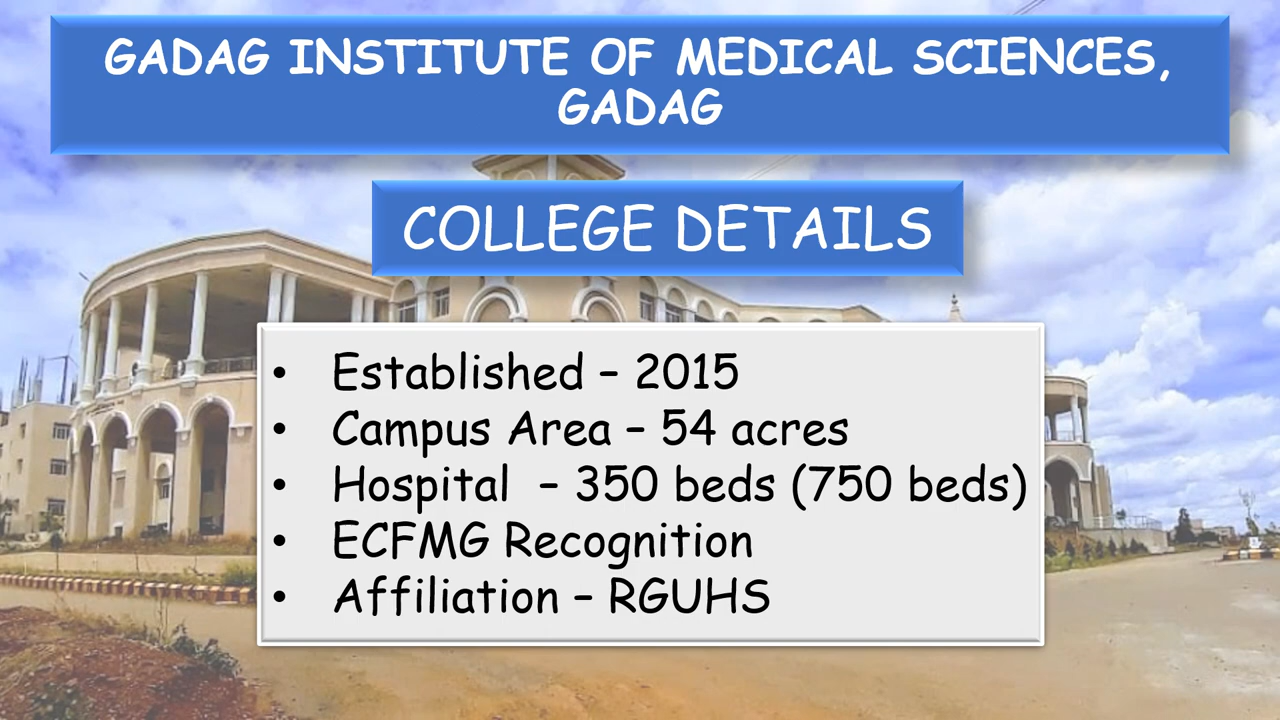 GADAG INSTITUTE OF MEDICAL SCIENCES,
GADAG
COLLEGE DETAILS
• Established – 2015
• Campus Area – 54 acres
• Hospital – 350 beds (750 beds)
• ECFMG Recognition
• Affiliation – RGUHS